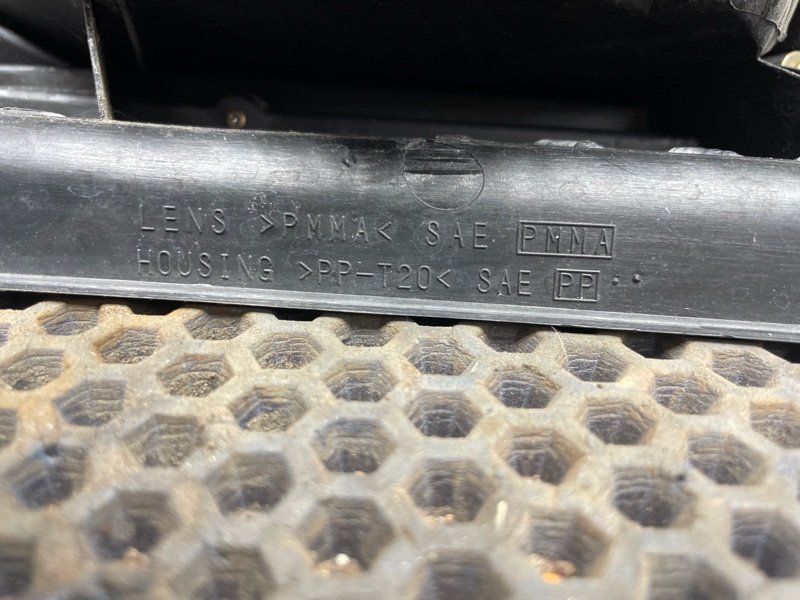 LENS >PMMA< SAE PMMA
HOUSING >PP-T20< SAE PP